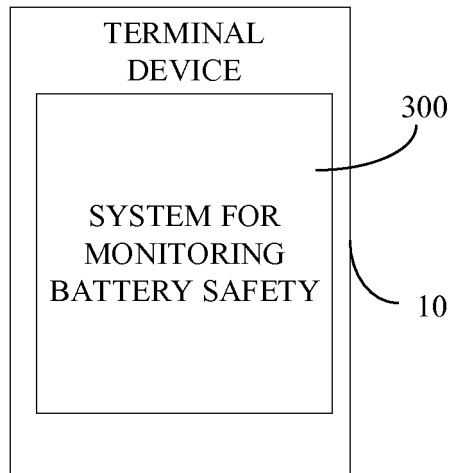 TERMINAL
DEVICE
300
SYSTEM FOR
MONITORING
BATTERY SAFETY
10